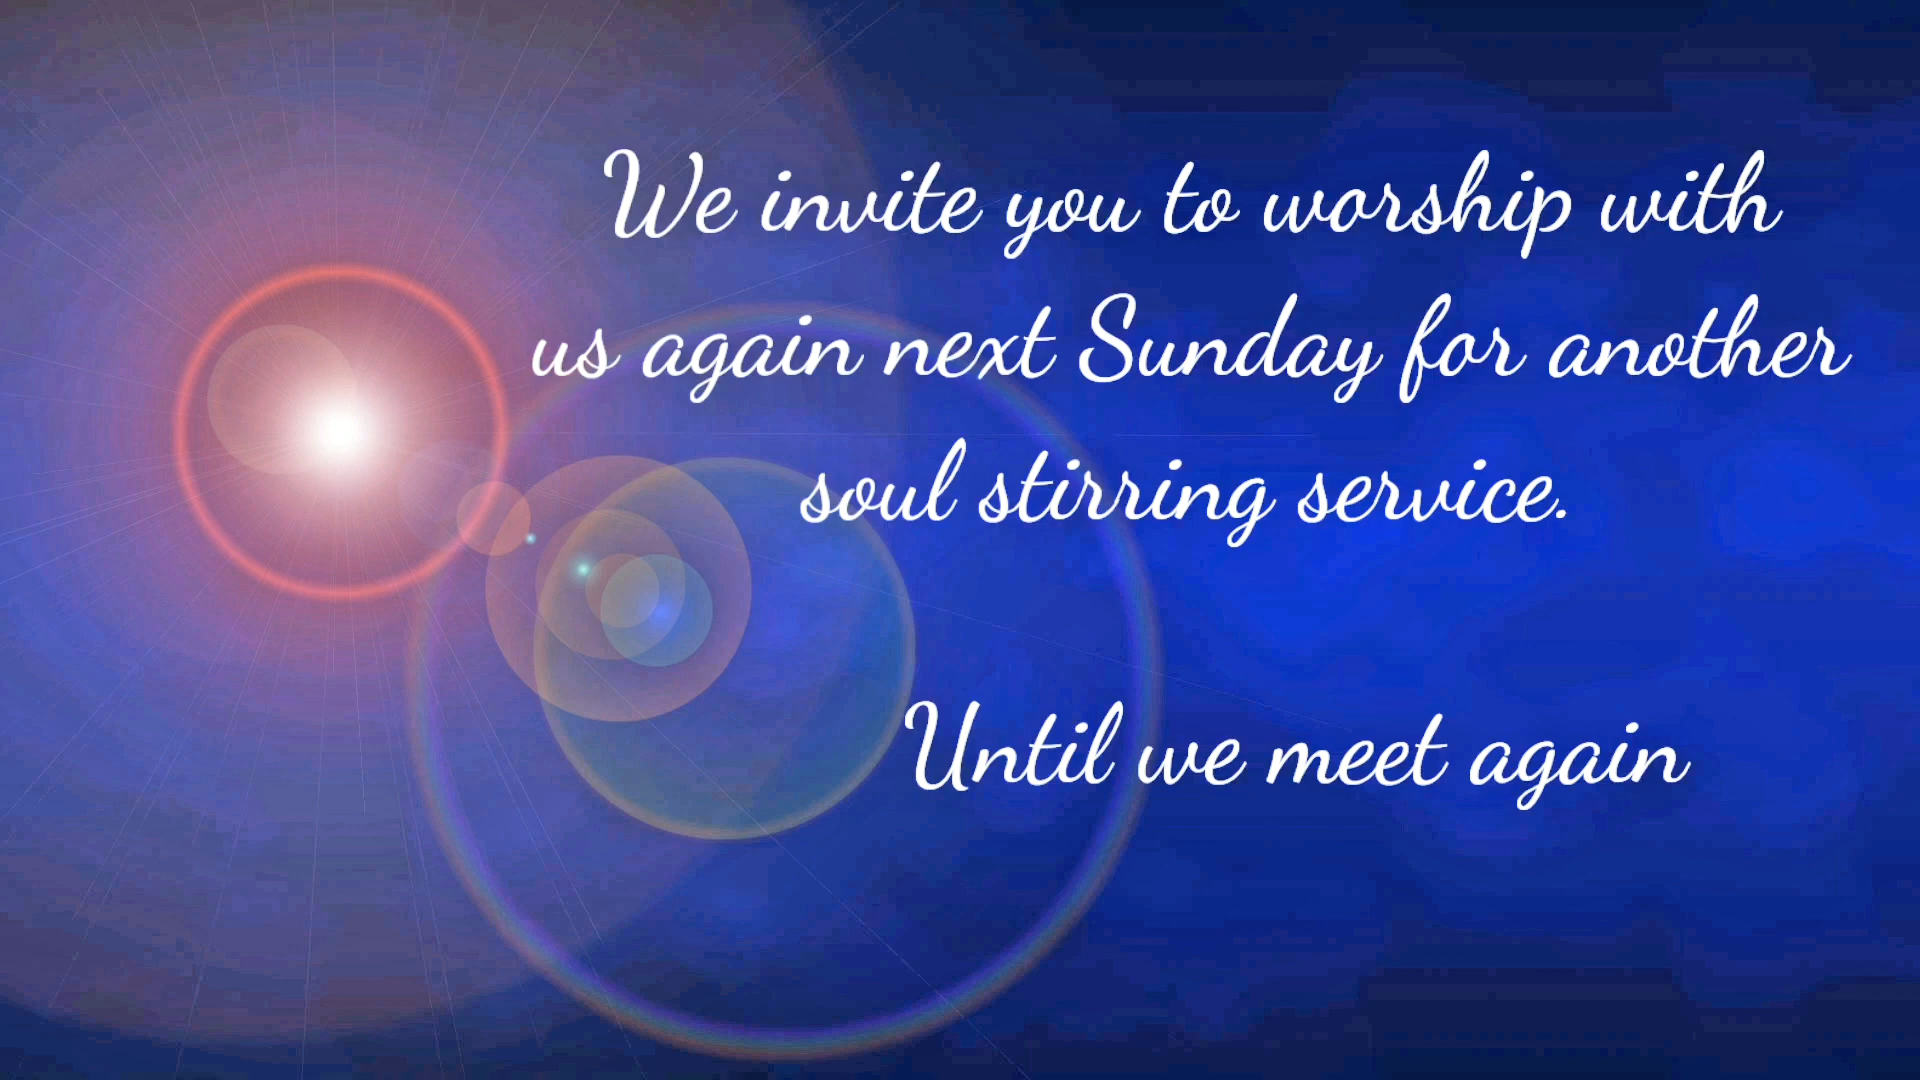 We invite you to worship with
us again next Sunday for another
soul stirring service.
Until we meet again